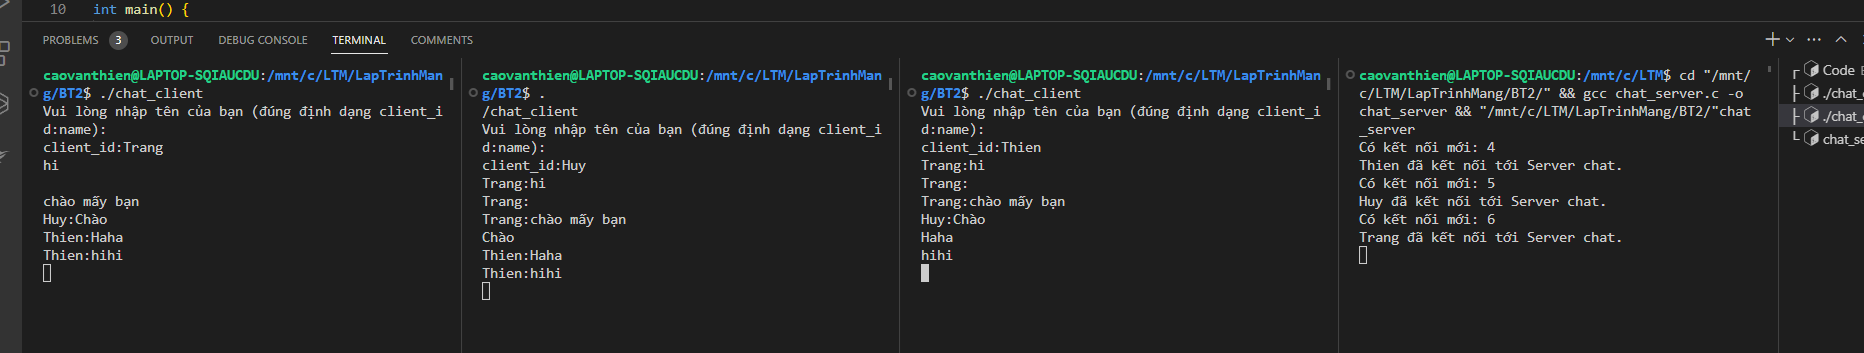 10 int main() {
PROBLEMS 3 OUTPUT DEBUG CONSOLE TERMINAL COMMENTS
caovanthien@LAPTOP-SQIAUCDU:/mnt/c/LTM/LapTrinhMan
g/BT2$ ./chat_client
Vui lòng nhập tên của bạn (đúng định dạng client_i
d:name):
client_id:Trang
hi
chào mấy bạn
Huy:Chào
Thien:Haha
Thien:hihi
caovanthien@LAPTOP-SQIAUCDU:/mnt/c/LTM/LapTrinhMan
g/BT2$ .
/chat_client
Vui lòng nhập tên của bạn (đúng định dạng client_i
d:name):
client_id:Huy
Trang:hi
Trang:
Trang:chào mấy bạn
Chào
Thien:Haha
Thien:hihi
caovanthien@LAPTOP-SQIAUCDU:/mnt/c/LTM/LapTrinhMan
g/BT2$ ./chat_client
Vui lòng nhập tên của bạn (đúng định dạng client_i
d:name):
client_id:Thien
Trang:hi
Trang:
Trang:chào mấy bạn
Huy:Chào
Haha
hihi
caovanthien@LAPTOP-SQIAUCDU:/mnt/c/LTM$ cd "/mnt/
c/LTM/LapTrinhMang/BT2/" && gcc chat_server.c -o
chat_server && "/mnt/c/LTM/LapTrinhMang/BT2/"chat
_server
Có kết nối mới: 4
Thien đã kết nối tới Server chat.
Có kết nối mới: 5
Huy đã kết nối tới Server chat.
Có kết nối mới: 6
Trang đã kết nối tới Server chat.
Code
./chat_c
./chat_c
chat_se